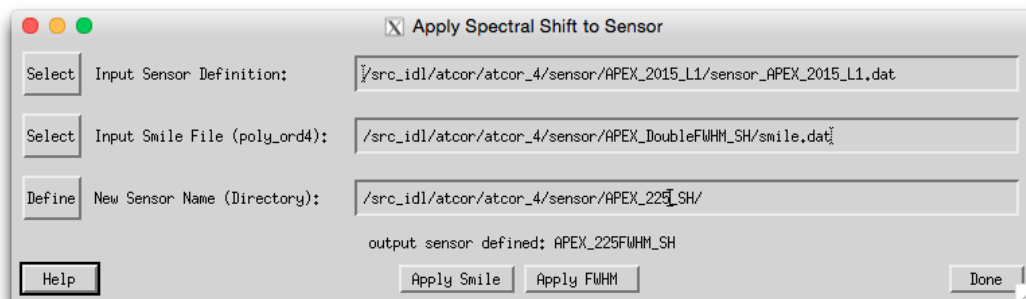 Apply Spectral Shift to Sensor
Select Input Sensor Definition: /src_idl/atcor/atcor_4/sensor/APEX_2015_L1/sensor_APEX_2015_L1.dat
Select Input Smile File (poly_ord4): /src_idl/atcor/atcor_4/sensor/APEX_DoubleFWHM_SH/smile.dat
Define New Sensor Name (Directory): /src_idl/atcor/atcor_4/sensor/APEX_225_SH/
output sensor defined: APEX_225FWHM_SH
Help Apply Smile Apply FWHM Done